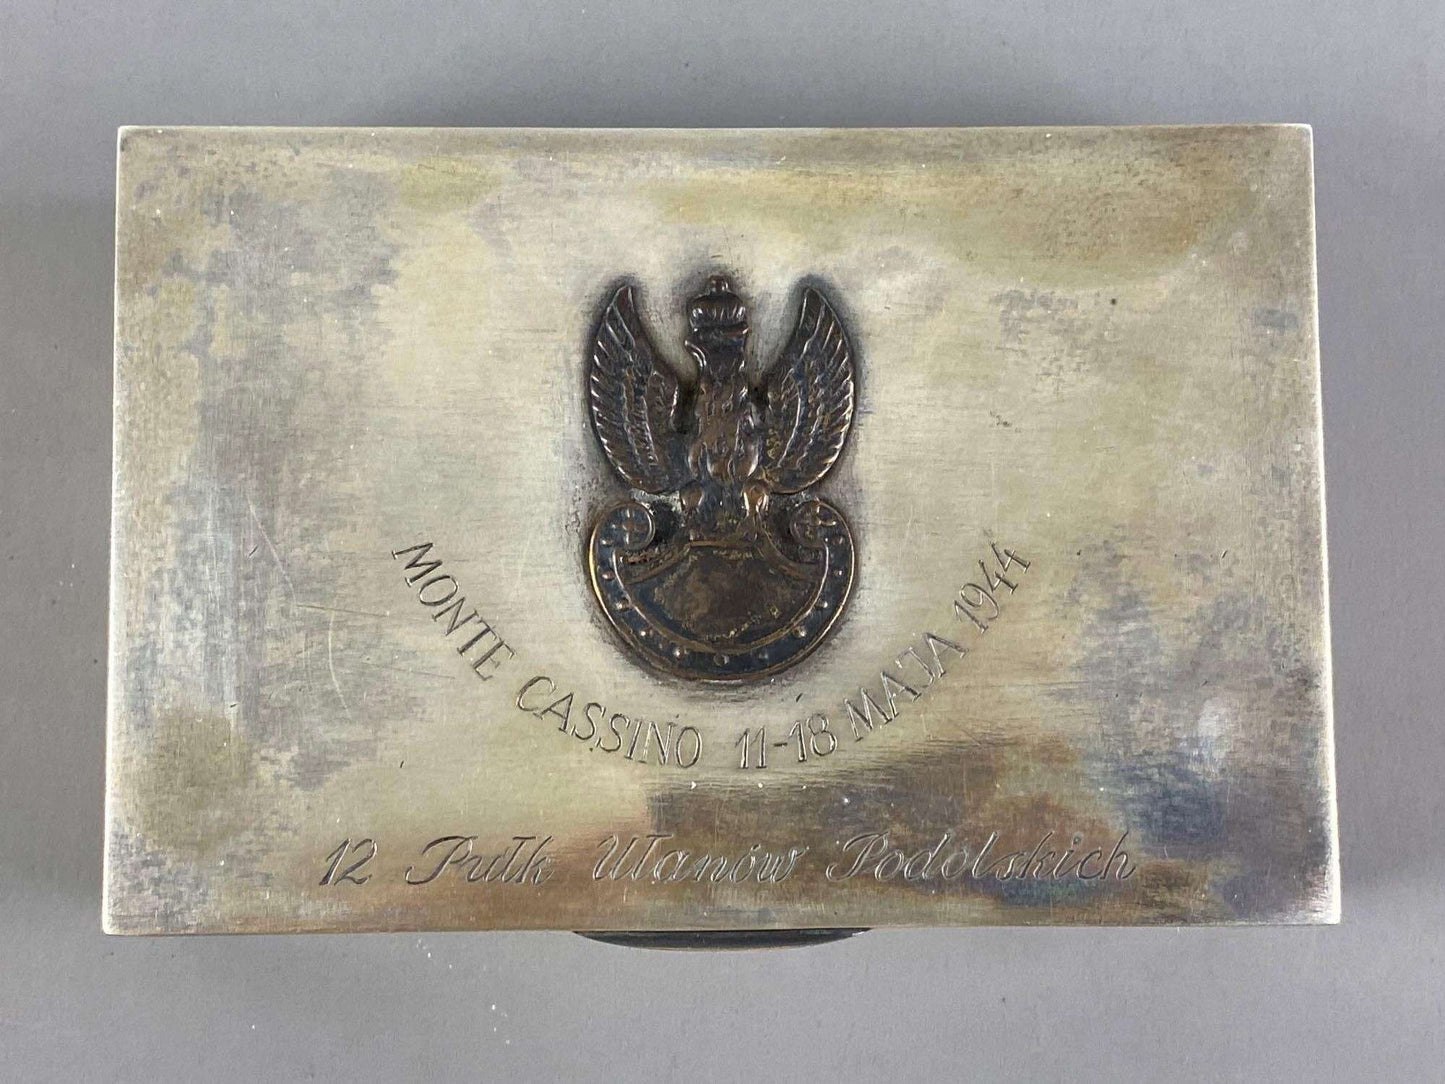 MONTE CASSINO 11-18 MAJA 1944
12 Pułk Ułanów Podolskich